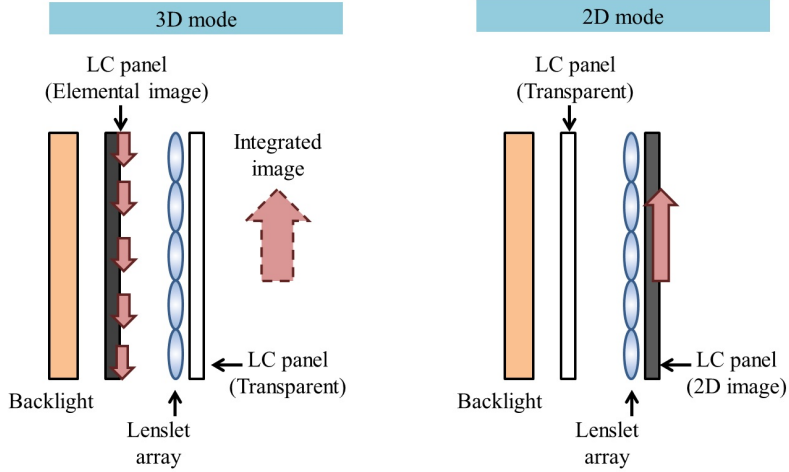 3D mode
LC panel
(Elemental image)
Integrated
image
LC panel
(Transparent)
Backlight
Lenslet
array
2D mode
LC panel
(Transparent)
LC panel
(2D image)
Backlight
Lenslet
array